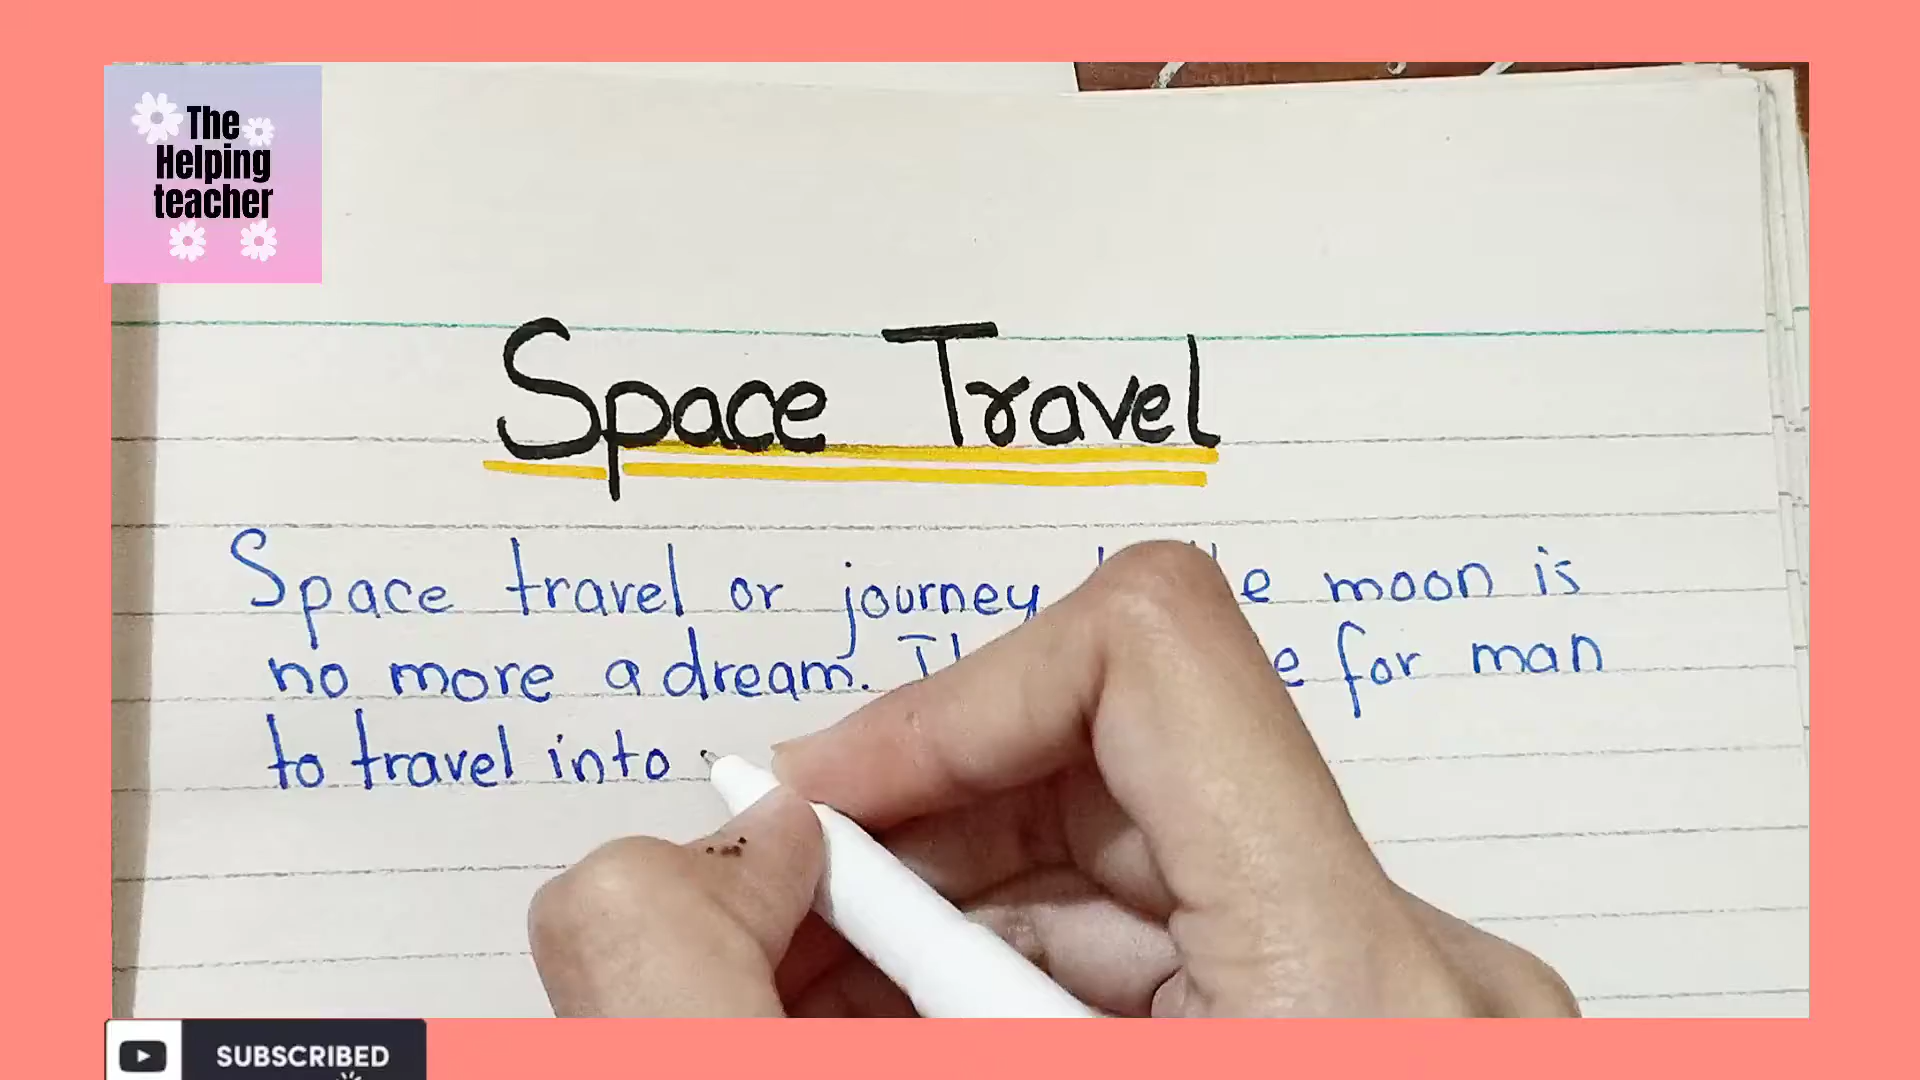 The
Helping
teacher
Space Travel
Space travel or journey moon is
no more a dream. for man
to travel into
SUBSCRIBED